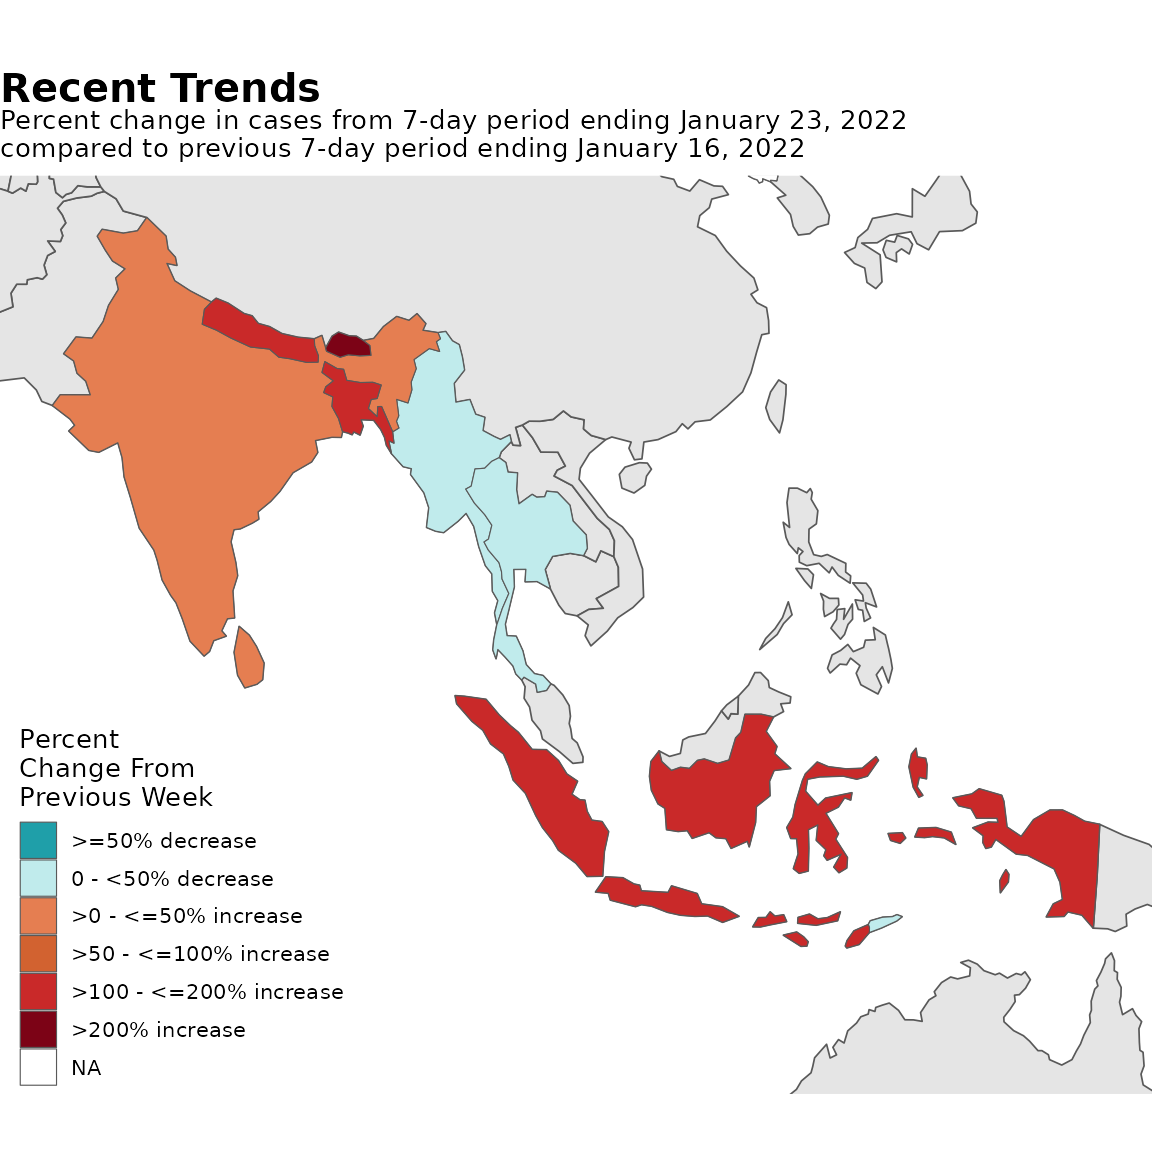 Recent Trends
Percent change in cases from 7-day period ending January 23, 2022
compared to previous 7-day period ending January 16, 2022
Percent
Change From
Previous Week
>=50% decrease
0 - <50% decrease
>0 - <=50% increase
>50 - <=100% increase
>100 - <=200% increase
>200% increase
NA